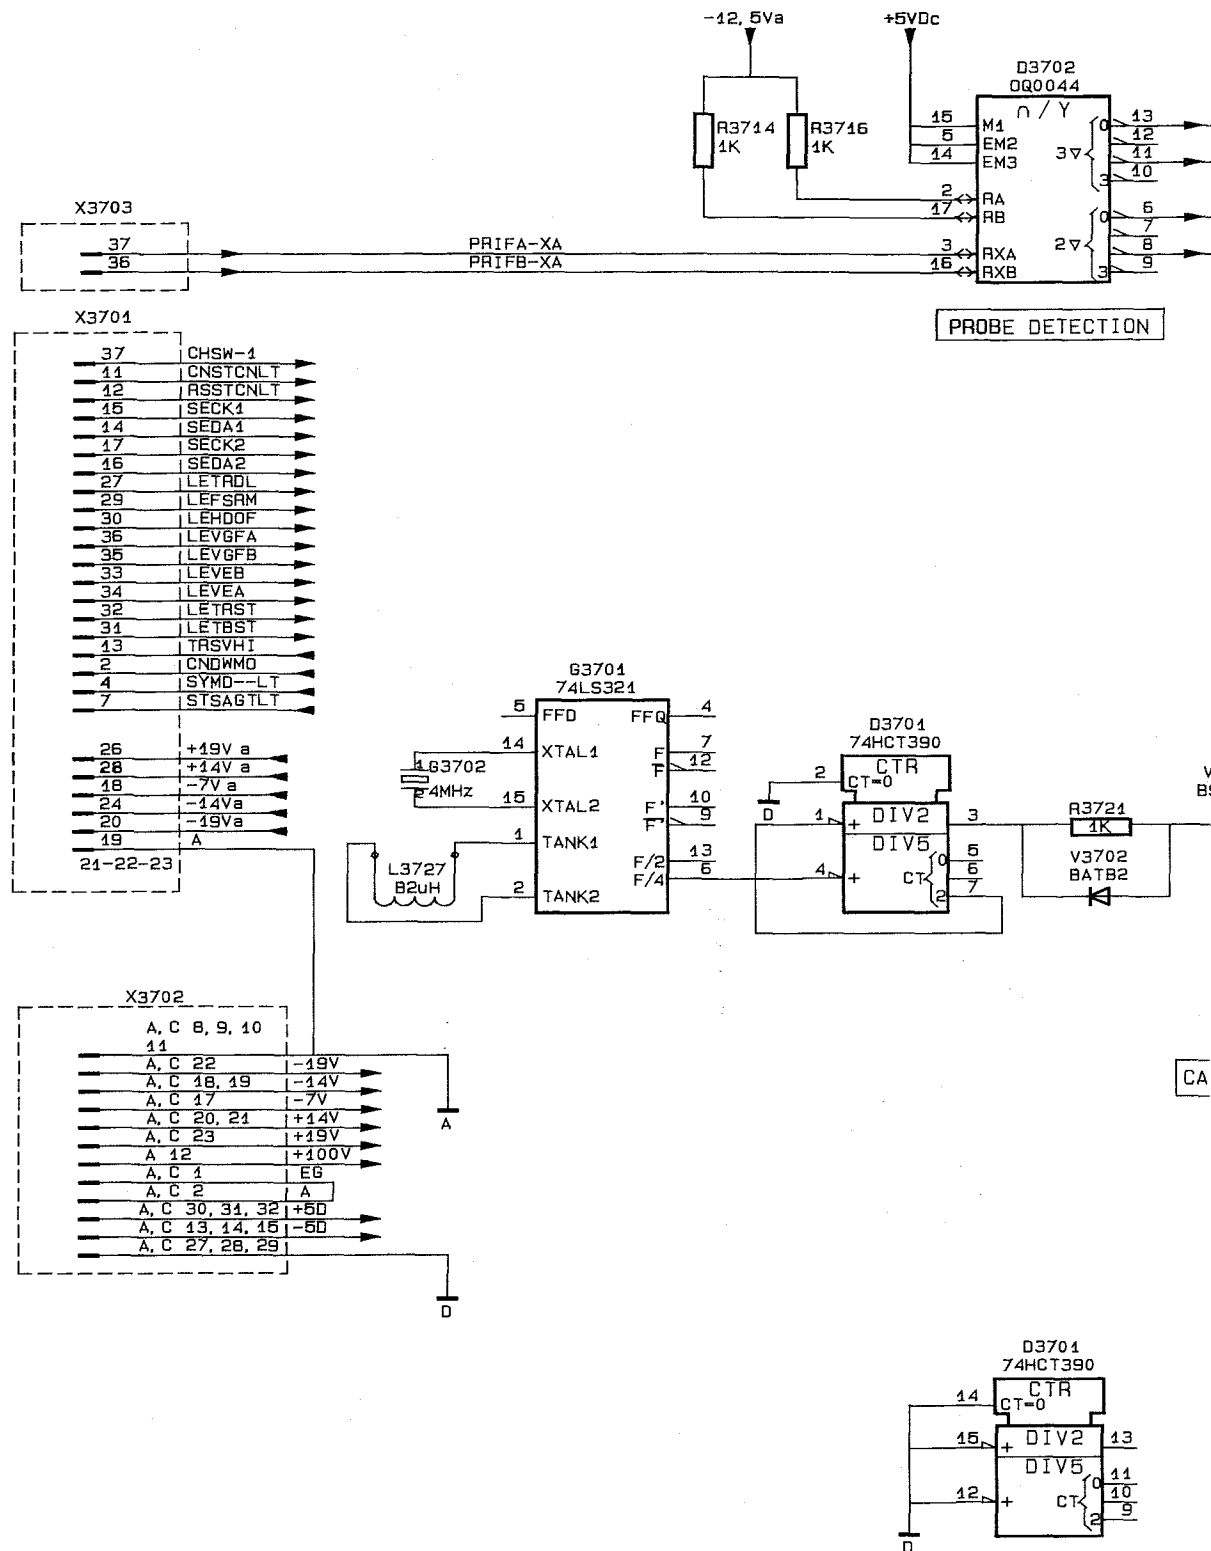 -12,5Va
+5VDc
D3702
OQ0044
∩ / Y
R3714
1K
R3716
1K
15 M1
5 EM2
14 EM3
2 RA
17 RB
3 RXA
16 RXB
3▽ 0 13
12
11
3 10
2▽ 0 6
7
8
3 9
PROBE DETECTION
X3703
37 PRIFA-XA
36 PRIFB-XA
X3701
37 CHSW-1
11 CNSTCNLT
12 RSSTCNLT
15 SECK1
14 SEDA1
17 SECK2
16 SEDA2
27 LETRDL
29 LEFSRM
30 LEHDOF
36 LEVGFA
35 LEVGFB
33 LEVEB
34 LEVEA
32 LETRST
31 LETBST
13 TRSVHI
2 CNDWMO
4 SYMD--LT
7 STSAGTLT
26 +19V a
28 +14V a
18 -7V a
24 -14Va
20 -19Va
19 A
21-22-23
G3701
74LS321
5 FFD
14 XTAL1
15 XTAL2
1 TANK1
2 TANK2
FFQ 4
F 7
F 12
F' 10
F' 9
F/2 13
F/4 6
1 G3702
2 4MHz
L3727
82uH
D3701
74HCT390
CTR
2 CT=0
D
1 + DIV2 3
DIV5
4 + CT 0 5
6
2 7
R3721
1K
V3702
BAT82
V
BS
CA
X3702
A, C 8, 9, 10
11
A, C 22 -19V
A, C 18, 19 -14V
A, C 17 -7V
A, C 20, 21 +14V
A, C 23 +19V
A 12 +100V
A, C 1 EG
A, C 2 A
A, C 30, 31, 32 +5D
A, C 13, 14, 15 -5D
A, C 27, 28, 29
A
D
D3701
74HCT390
CTR
14 CT=0
15 + DIV2 13
DIV5
12 + CT 0 11
10
2 9
D